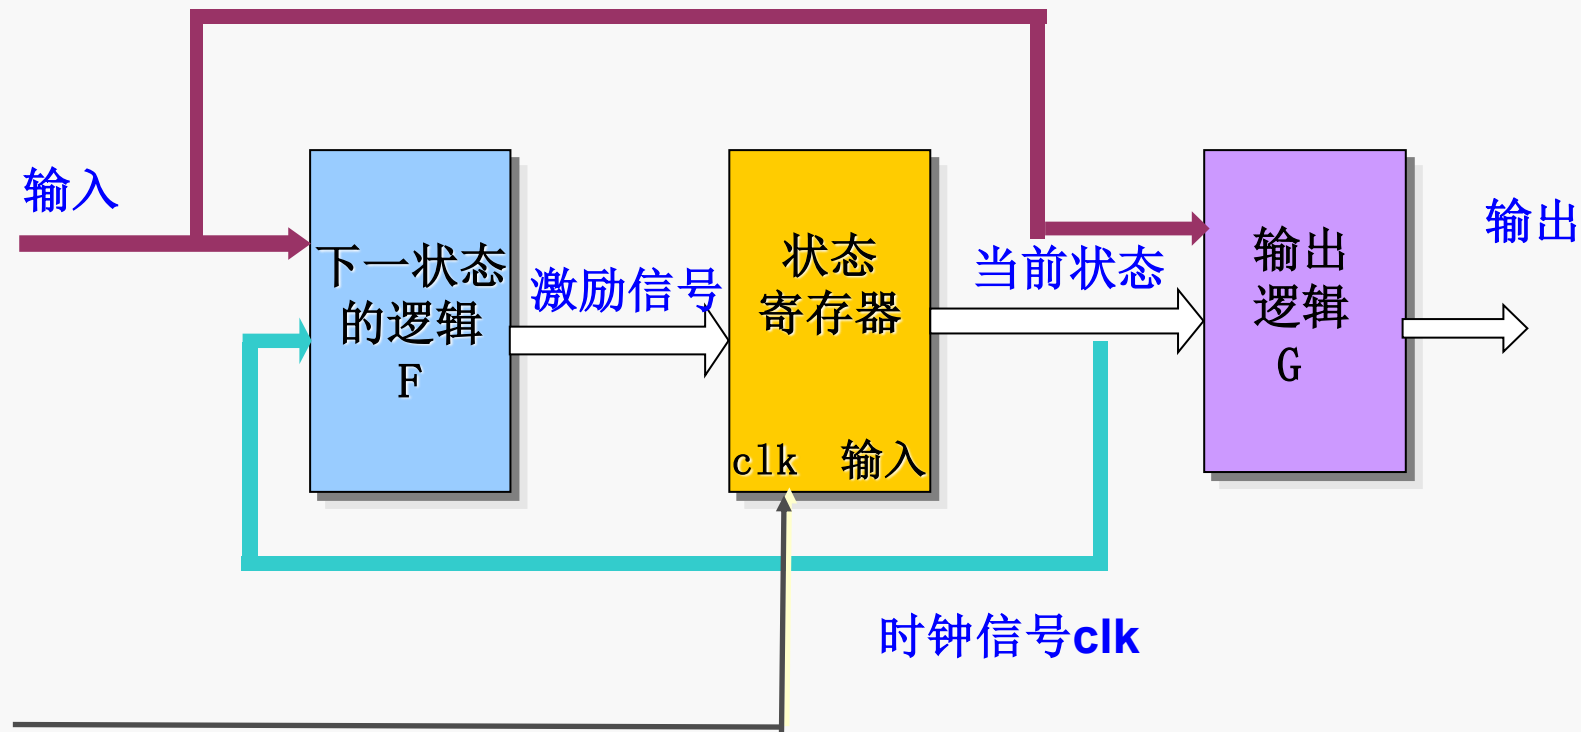 输入
下一状态
的逻辑
F
激励信号
状态
寄存器
clk 输入
当前状态
输出
逻辑
G
输出
时钟信号clk